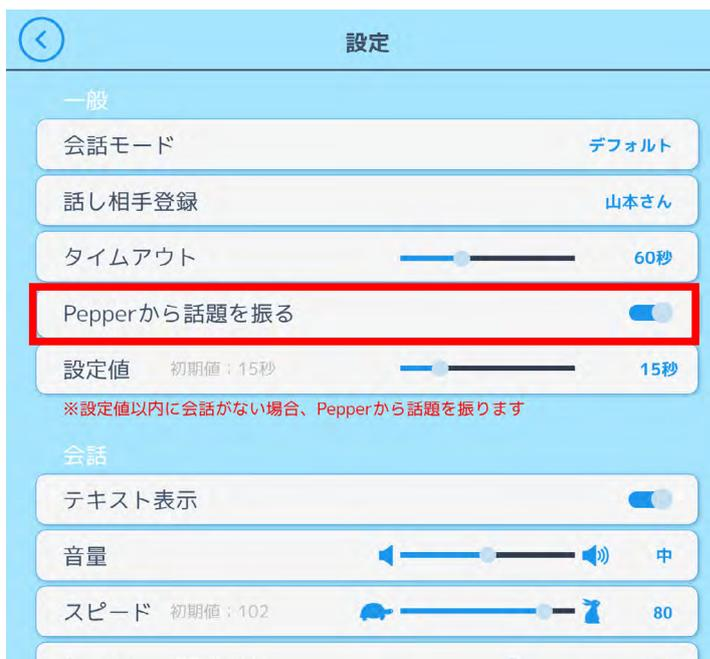 設定
一般
会話モード デフォルト
話し相手登録 山本さん
タイムアウト 60秒
Pepperから話題を振る
設定値 初期値：15秒 15秒
※設定値以内に会話がない場合、Pepperから話題を振ります
会話
テキスト表示
音量 中
スピード 初期値：102 80